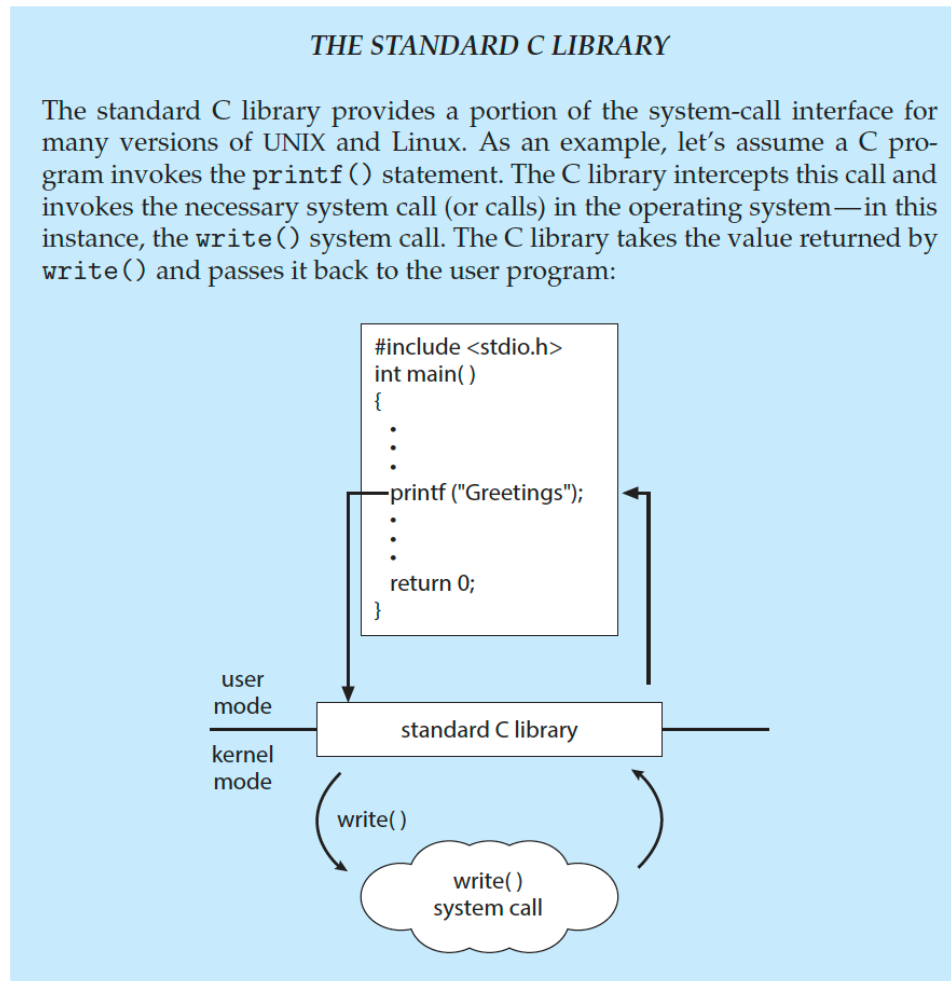 THE STANDARD C LIBRARY
The standard C library provides a portion of the system-call interface for
many versions of UNIX and Linux. As an example, let's assume a C pro-
gram invokes the printf() statement. The C library intercepts this call and
invokes the necessary system call (or calls) in the operating system—in this
instance, the write() system call. The C library takes the value returned by
write() and passes it back to the user program:
#include <stdio.h>
int main( )
{
•
•
•
printf ("Greetings");
•
•
•
return 0;
}
user
mode
standard C library
kernel
mode
write( )
write( )
system call